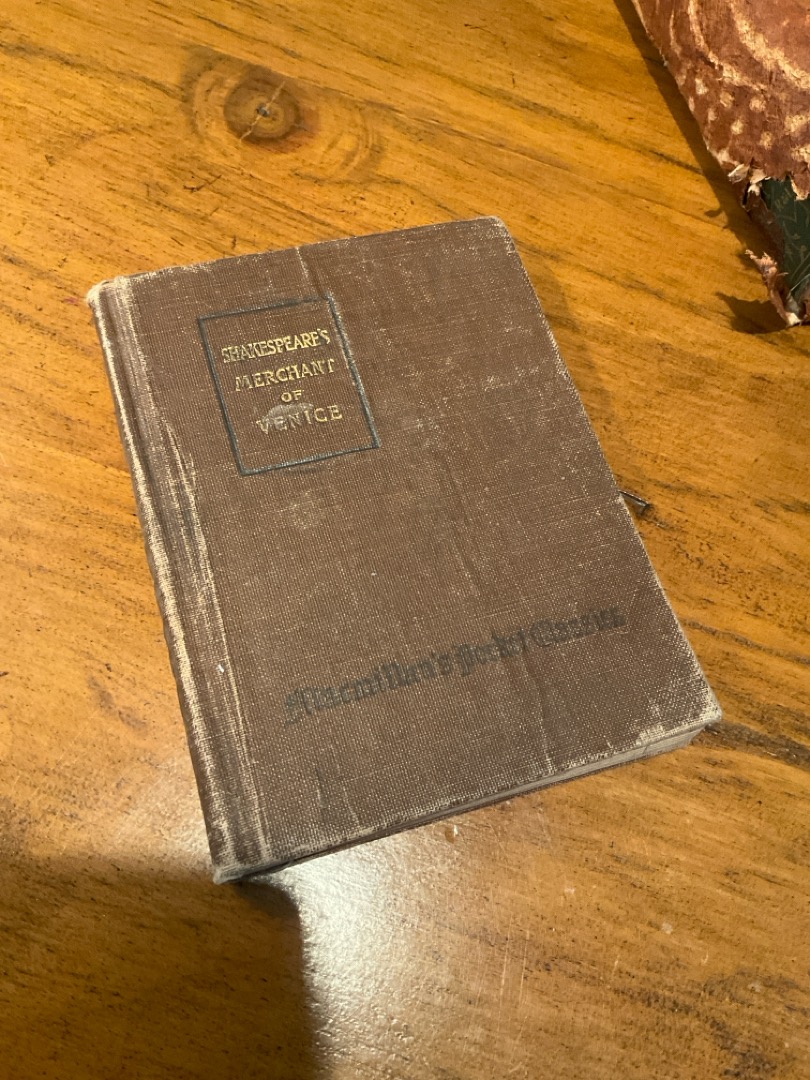 SHAKESPEARE'S
MERCHANT
OF
VENICE
Macmillan's Pocket Classics